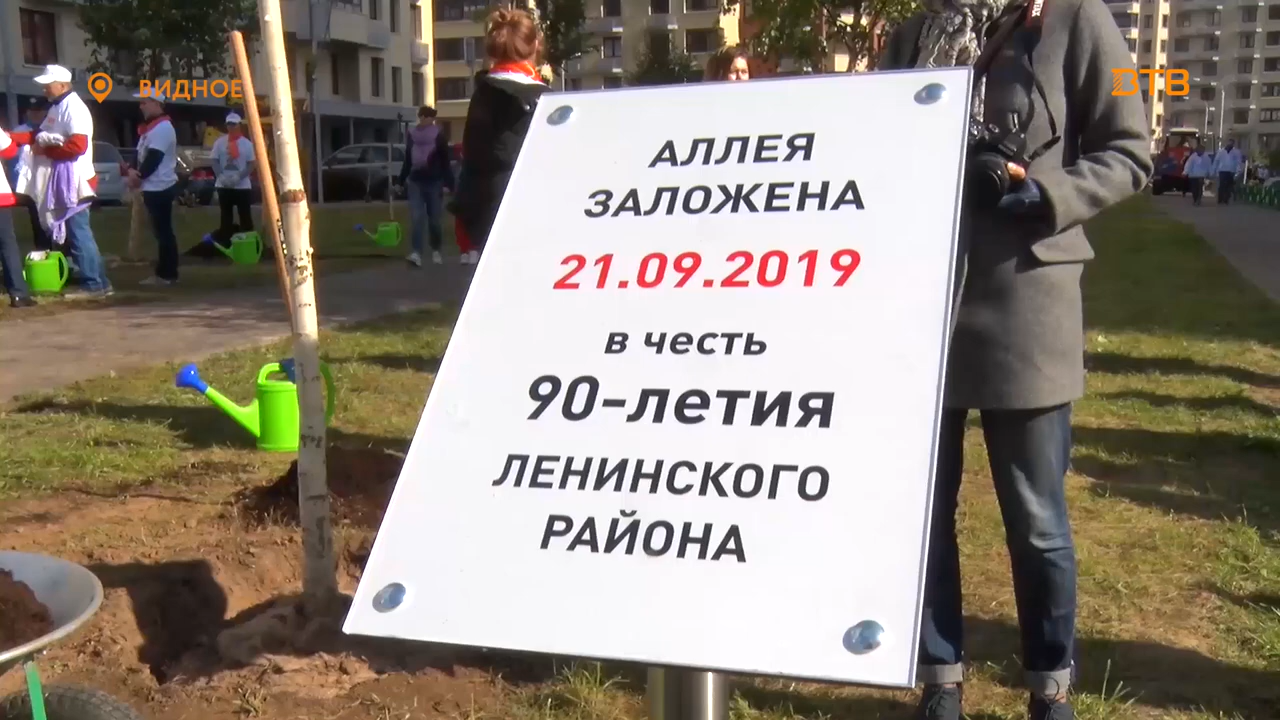 ВИДНОЕ
ВТВ
АЛЛЕЯ
ЗАЛОЖЕНА
21.09.2019
в честь
90-летия
ЛЕНИНСКОГО
РАЙОНА